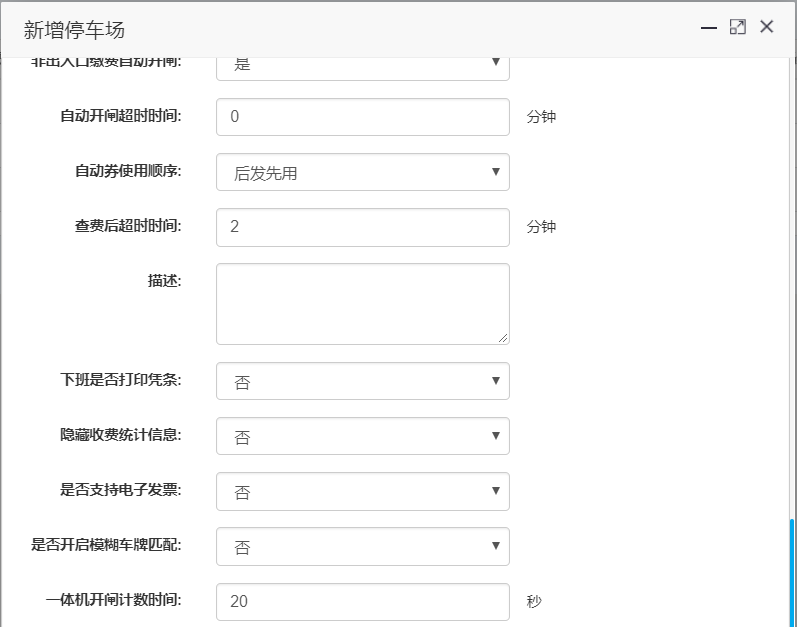 新增停车场
非出入口缴费自动开闸: 是
自动开闸超时时间: 0 分钟
自动券使用顺序: 后发先用
查费后超时时间: 2 分钟
描述:
下班是否打印凭条: 否
隐藏收费统计信息: 否
是否支持电子发票: 否
是否开启模糊车牌匹配: 否
一体机开闸计数时间: 20 秒